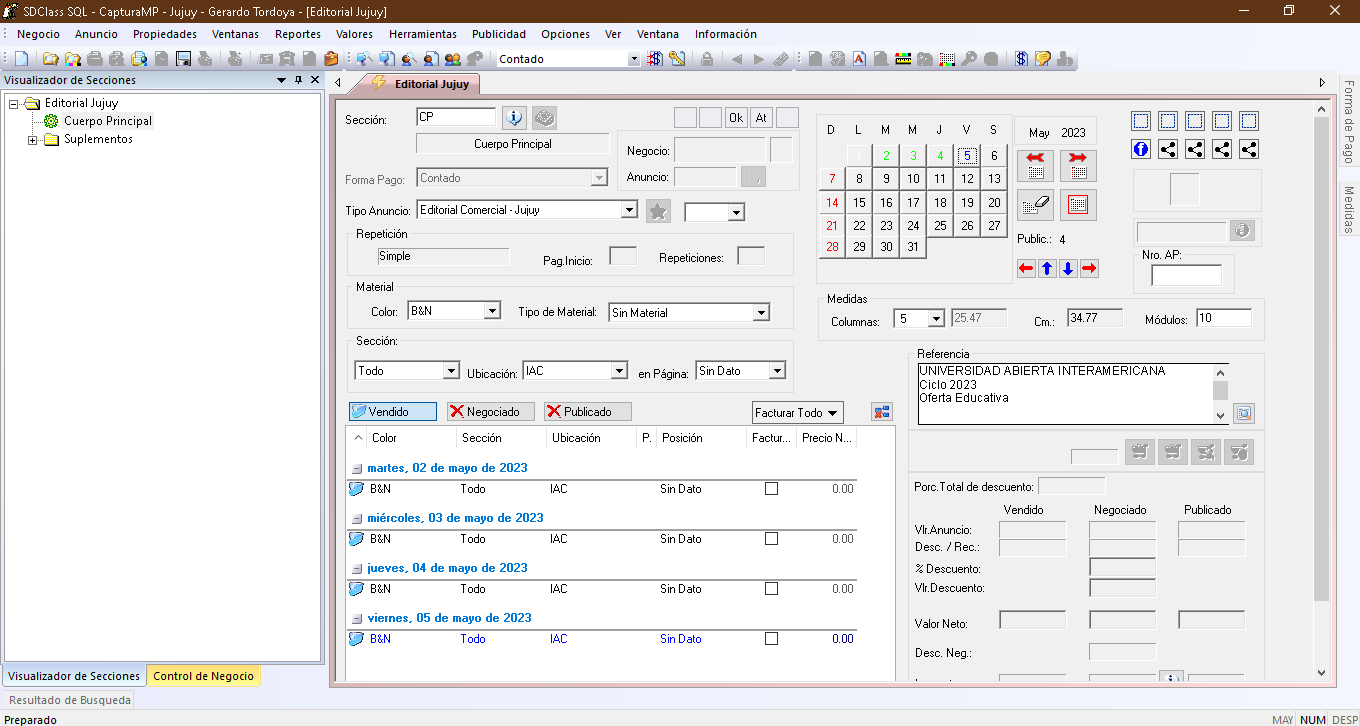 SDClass SQL - CapturaMP - Jujuy - Gerardo Tordoya - [Editorial Jujuy]
Negocio Anuncio Propiedades Ventanas Reportes Valores Herramientas Publicidad Opciones Ver Ventana Información
Contado
Visualizador de Secciones
Editorial Jujuy
Cuerpo Principal
Suplementos
Visualizador de Secciones Control de Negocio
Resultado de Busqueda
Preparado
MAY NUM DESP
Editorial Jujuy
Forma de Pago
Medidas
Sección: CP
Cuerpo Principal
Ok At
Negocio:
Anuncio:
Forma Pago: Contado
Tipo Anuncio: Editorial Comercial - Jujuy
Repetición
Simple
Pag.Inicio: Repeticiones:
Material
Color: B&N Tipo de Material: Sin Material
Sección:
Todo Ubicación: IAC en Página: Sin Dato
D L M M J V S
1 2 3 4 5 6
7 8 9 10 11 12 13
14 15 16 17 18 19 20
21 22 23 24 25 26 27
28 29 30 31
May 2023
Public.: 4
Nro. AP:
Medidas
Columnas: 5 25.47 Cm.: 34.77 Módulos: 10
Referencia
UNIVERSIDAD ABIERTA INTERAMERICANA
Ciclo 2023
Oferta Educativa
Vendido Negociado Publicado Facturar Todo
Color Sección Ubicación P. Posición Factur... Precio N...
martes, 02 de mayo de 2023
B&N Todo IAC Sin Dato 0.00
miércoles, 03 de mayo de 2023
B&N Todo IAC Sin Dato 0.00
jueves, 04 de mayo de 2023
B&N Todo IAC Sin Dato 0.00
viernes, 05 de mayo de 2023
B&N Todo IAC Sin Dato 0.00
Porc.Total de descuento:
Vendido Negociado Publicado
Vlr.Anuncio:
Desc. / Rec.:
% Descuento:
Vlr.Descuento:
Valor Neto:
Desc. Neg.: